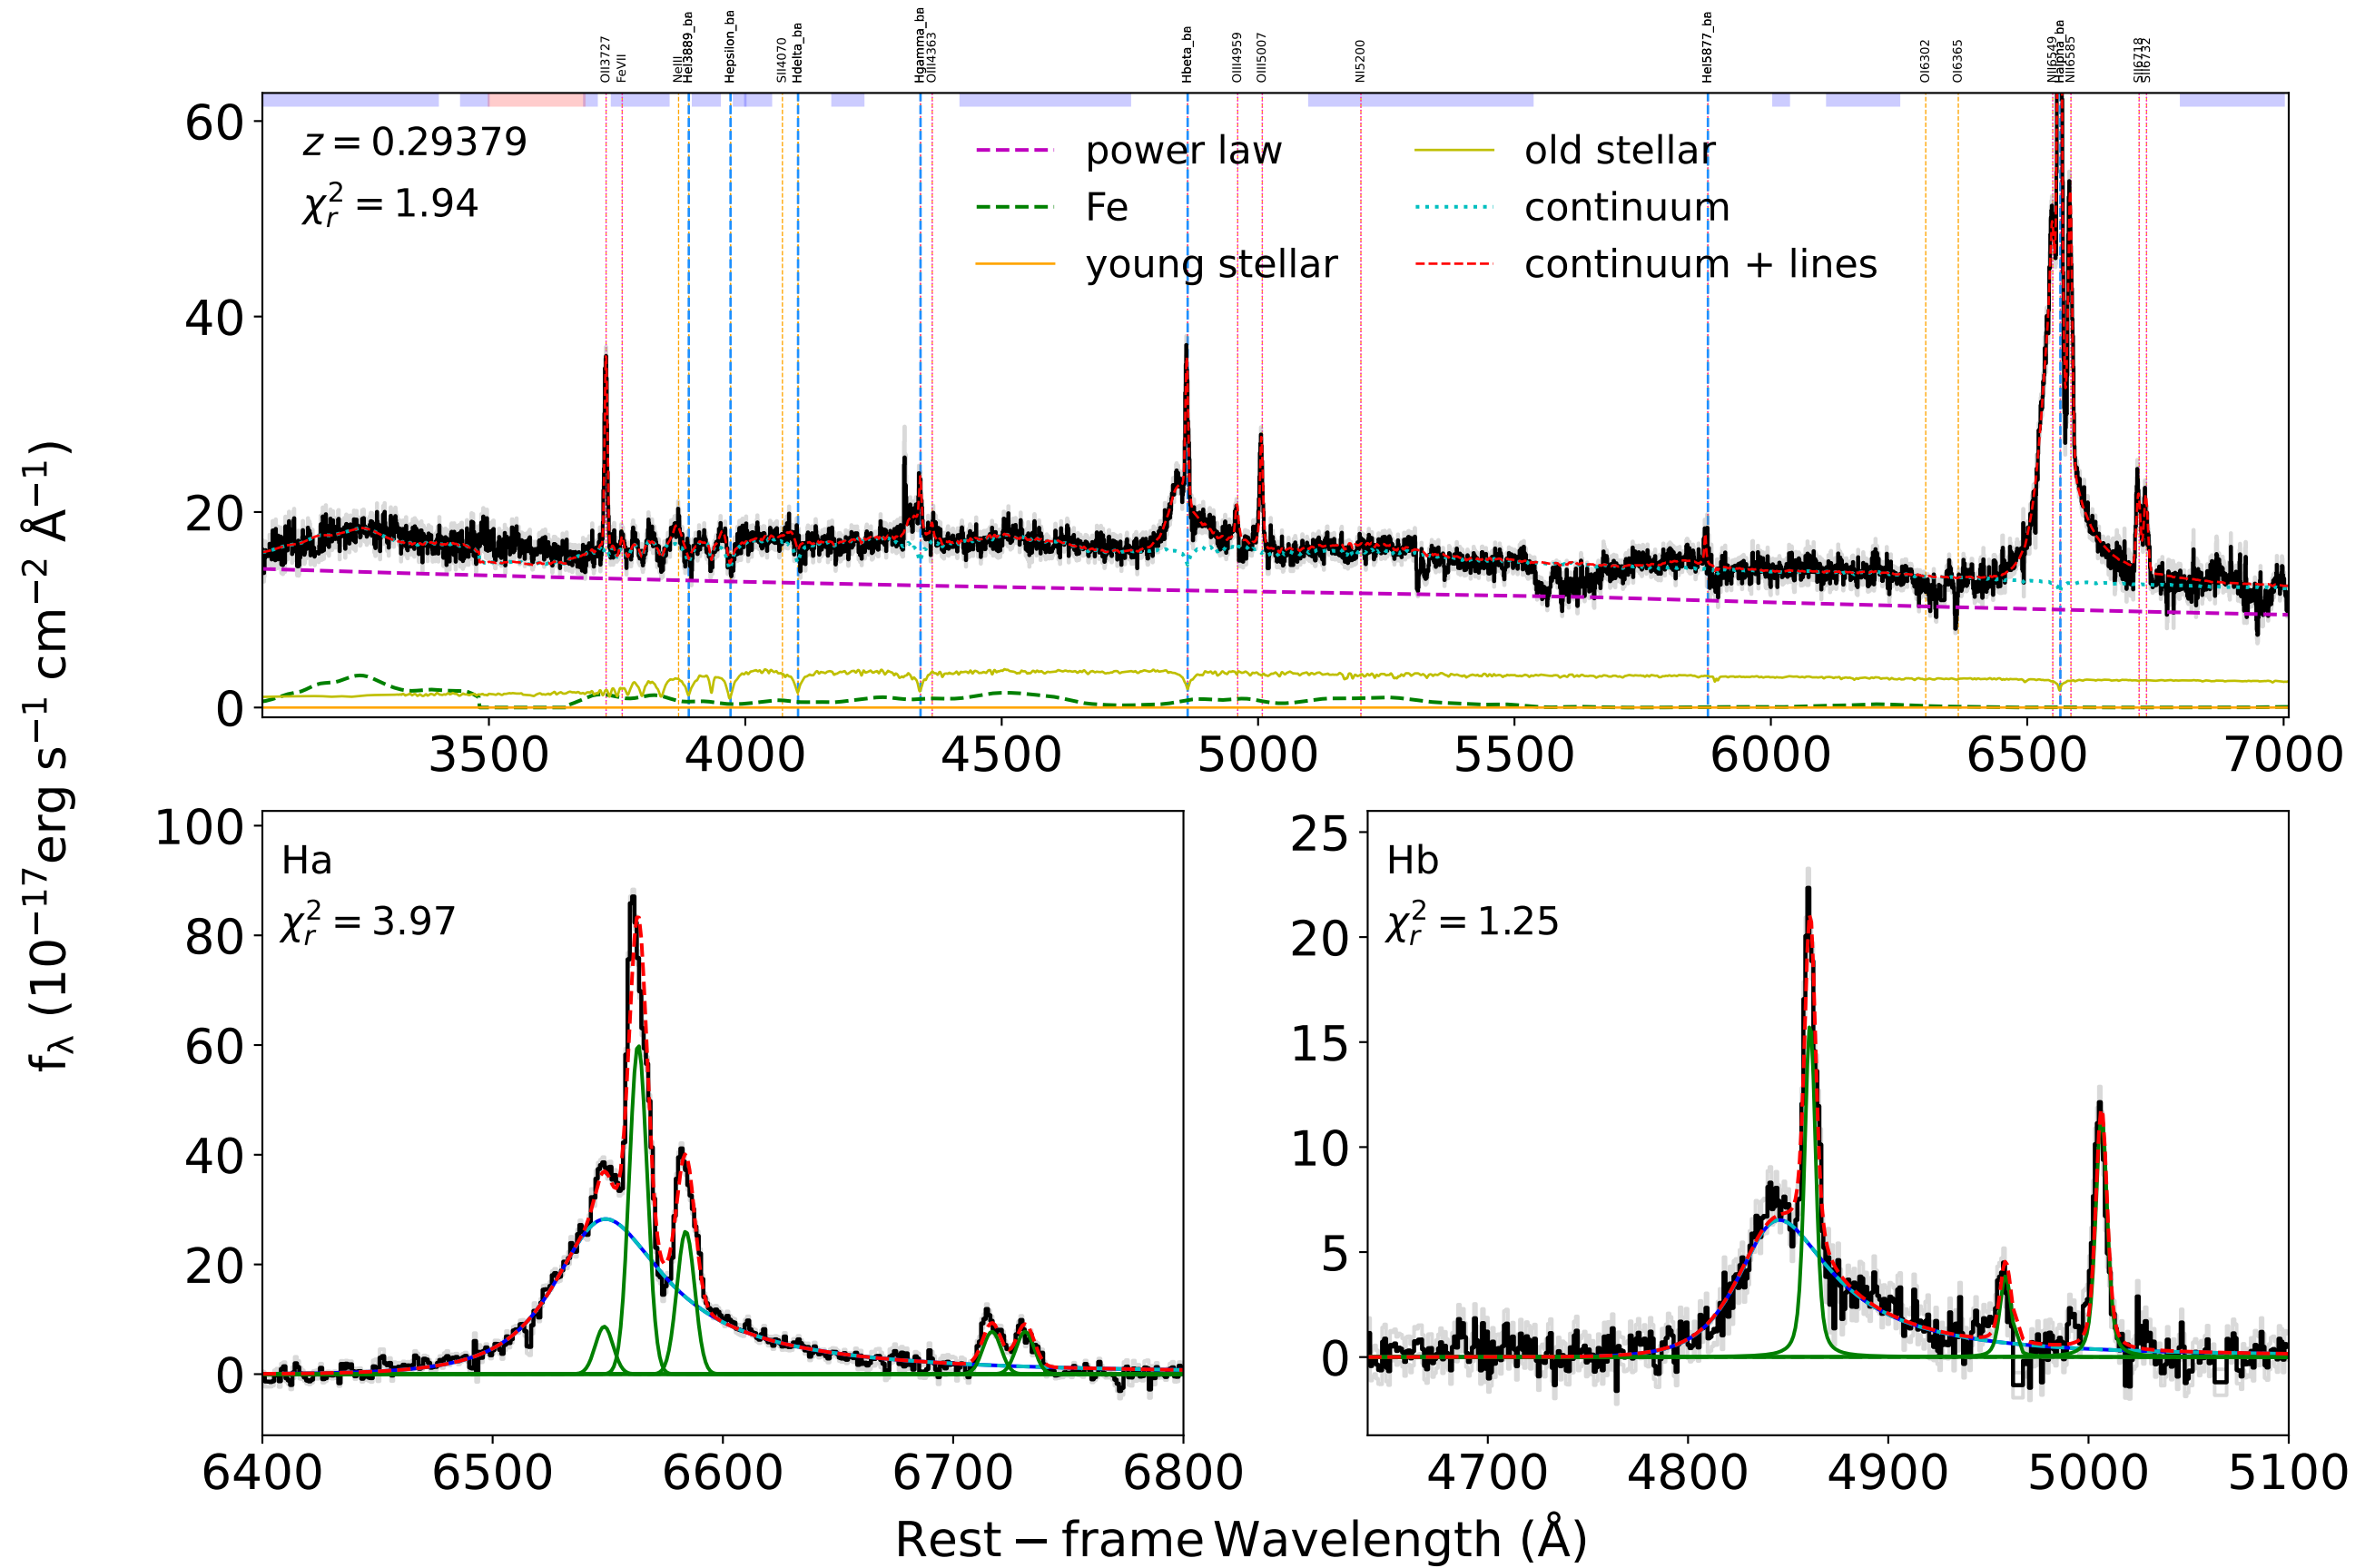 OII3727
FeVII
NeIII
HeI3889_ba
Hepsilon_ba
SII4070
Hdelta_ba
Hgamma_ba
OIII4363
Hbeta_ba
OIII4959
OIII5007
NI5200
HeI5877_ba
OI6302
OI6365
NII6549
Halpha_ba
NII6585
SII6718
SII6732
z = 0.29379
χ²ᵣ = 1.94
power law
Fe
young stellar
old stellar
continuum
continuum + lines
60
40
20
0
3500 4000 4500 5000 5500 6000 6500 7000
f_λ (10⁻¹⁷erg s⁻¹ cm⁻² Å⁻¹)
Ha
χ²ᵣ = 3.97
100
80
60
40
20
0
6400 6500 6600 6700 6800
Hb
χ²ᵣ = 1.25
25
20
15
10
5
0
4700 4800 4900 5000 5100
Rest − frame Wavelength (Å)